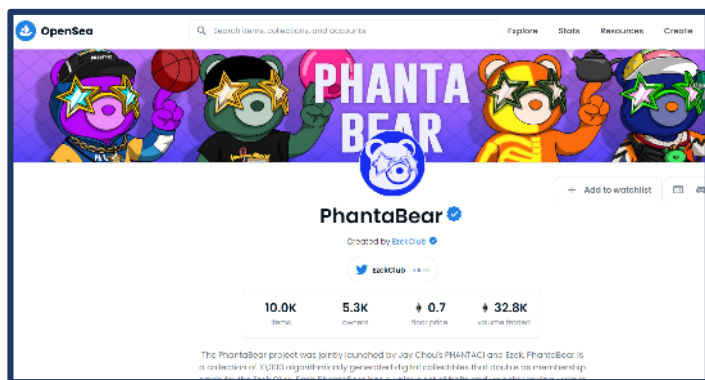 OpenSea
Search items, collections, and accounts
Explore Stats Resources Create
PHANTA
BEAR
Add to watchlist
PhantaBear
Created by EzekClub
EzekClub
10.0K 5.3K 0.7 32.8K
items owners floor price volume traded
The PhantaBear project was jointly launched by Jay Chou's PHANTACi and Ezek. PhantaBear is
a collection of 10,000 algorithmically generated digital collectibles that double as membership